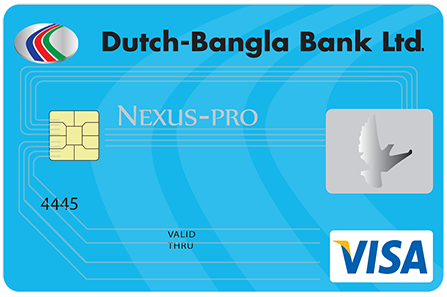 Dutch-Bangla Bank Ltd.
NEXUS-PRO
4445
VALID
THRU
VISA